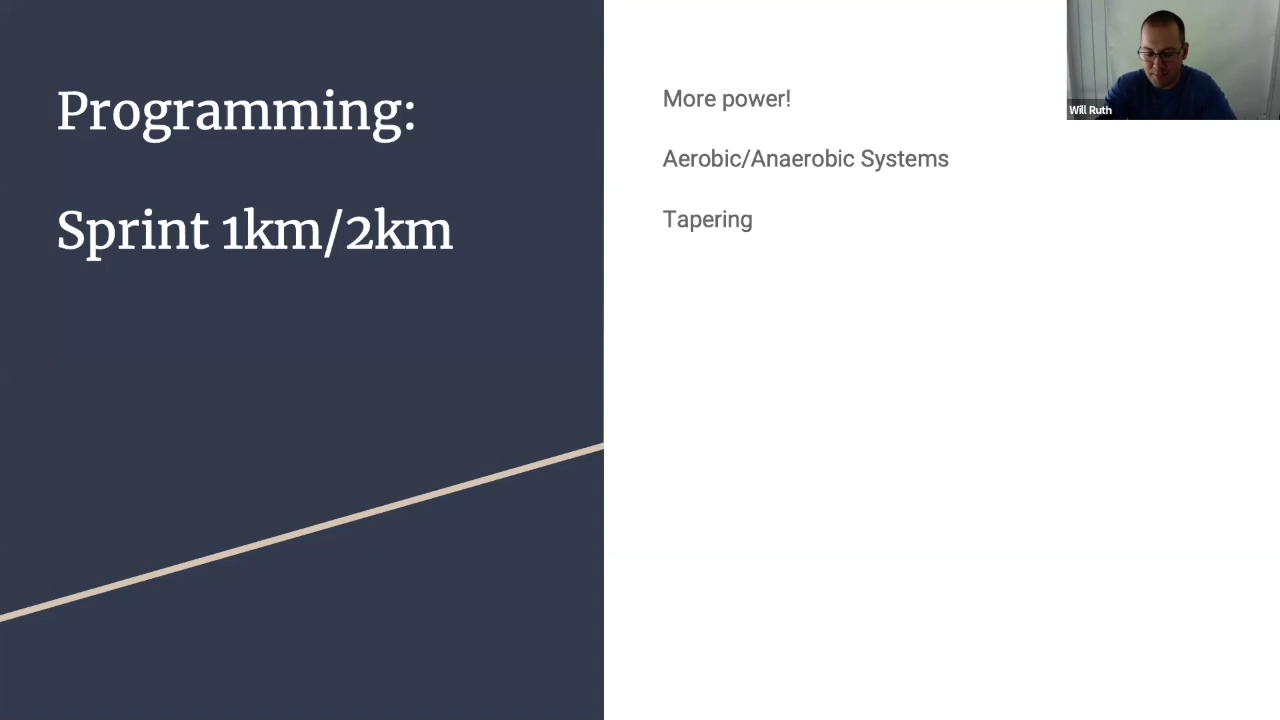 Programming:
Sprint 1km/2km
More power!
Aerobic/Anaerobic Systems
Tapering
Will Ruth